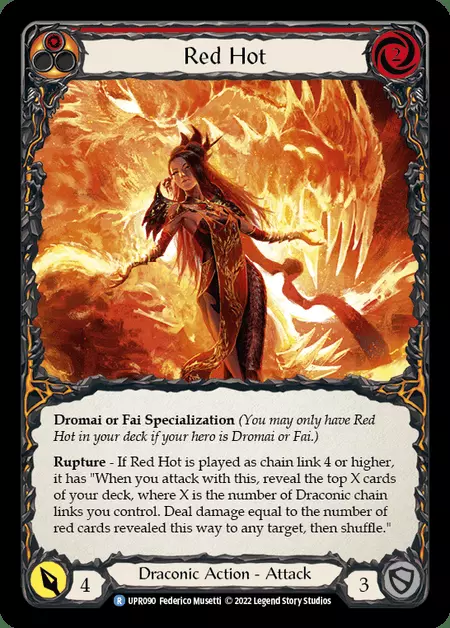 Red Hot
2
Dromai or Fai Specialization (You may only have Red
Hot in your deck if your hero is Dromai or Fai.)
Rupture - If Red Hot is played as chain link 4 or higher,
it has "When you attack with this, reveal the top X cards
of your deck, where X is the number of Draconic chain
links you control. Deal damage equal to the number of
red cards revealed this way to any target, then shuffle."
4
Draconic Action - Attack
3
R UPR090 Federico Musetti © 2022 Legend Story Studios